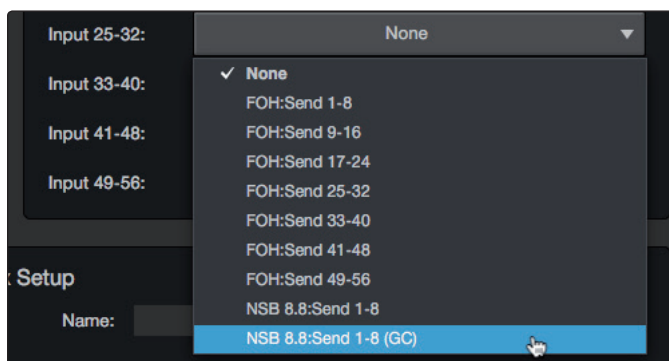 Input 25-32: None
✓ None
Input 33-40:
FOH:Send 1-8
FOH:Send 9-16
Input 41-48:
FOH:Send 17-24
Input 49-56:
FOH:Send 25-32
FOH:Send 33-40
FOH:Send 41-48
Setup
FOH:Send 49-56
NSB 8.8:Send 1-8
Name:
NSB 8.8:Send 1-8 (GC)